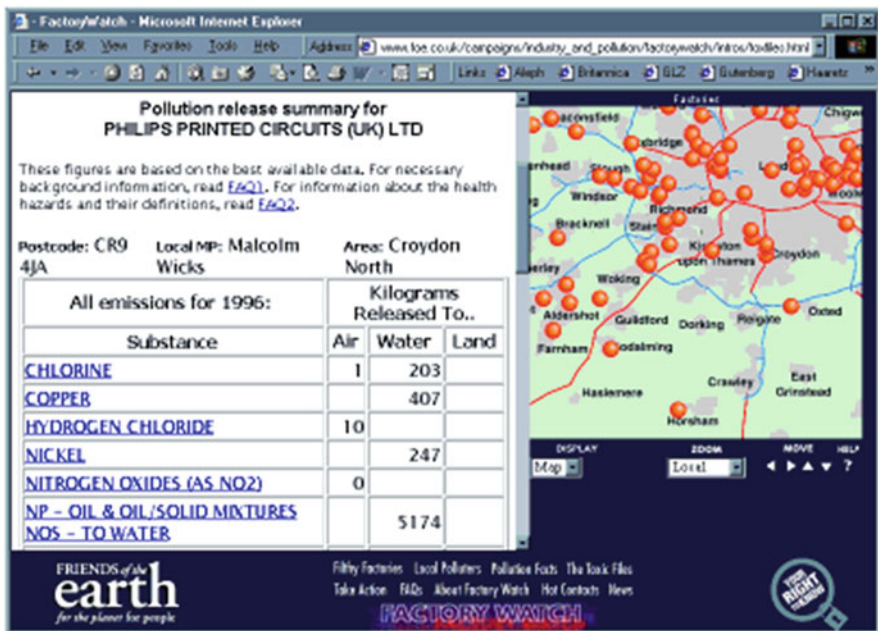 - FactoryWatch - Microsoft Internet Explorer
File Edit View Favorites Tools Help Address www.foe.co.uk/campaigns/industry_and_pollution/factorywatch/intros/toxfiles.html
Links Aleph Britannica GLZ Gutenberg Haaretz
Pollution release summary for
PHILIPS PRINTED CIRCUITS (UK) LTD
These figures are based on the best available data. For necessary
background information, read FAQ1. For information about the health
hazards and their definitions, read FAQ2.
Postcode: CR9 Local MP: Malcolm Area: Croydon
4JA Wicks North
All emissions for 1996: Kilograms
Released To..
Substance Air Water Land
CHLORINE 1 203
COPPER 407
HYDROGEN CHLORIDE 10
NICKEL 247
NITROGEN OXIDES (AS NO2) 0
NP - OIL & OIL/SOLID MIXTURES
NOS - TO WATER 5174
Factories
Chigw
Slough
Windsor
Richmond
Bracknell
Croydon
upon Thames
Woking
Aldershot Guildford Dorking Reigate Oxted
Farnham
Haslemere Crawley East
Grinstead
Horsham
DISPLAY ZOOM MOVE HELP
Map Local ?
FRIENDS of the
earth
for the planet for people
Filthy Factories Local Polluters Pollution Facts The Toxic Files
Take Action FAQs About Factory Watch Hot Contacts News
FACTORY WATCH
YOUR
RIGHT
TO KNOW